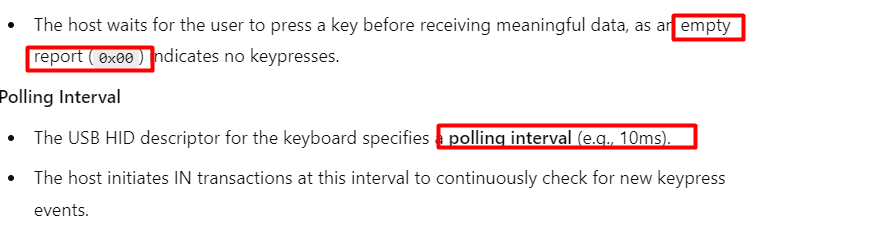 • The host waits for the user to press a key before receiving meaningful data, as an empty
report ( 0x00 ) indicates no keypresses.
Polling Interval
• The USB HID descriptor for the keyboard specifies a polling interval (e.g., 10ms).
• The host initiates IN transactions at this interval to continuously check for new keypress
events.